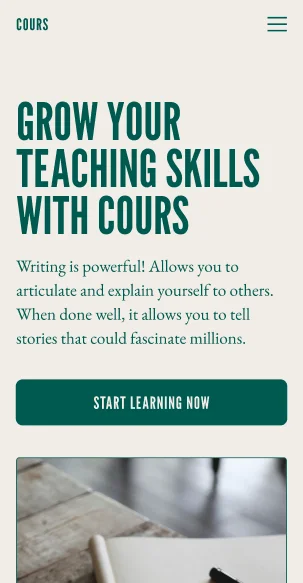 COURS
GROW YOUR
TEACHING SKILLS
WITH COURS
Writing is powerful! Allows you to
articulate and explain yourself to others.
When done well, it allows you to tell
stories that could fascinate millions.
START LEARNING NOW